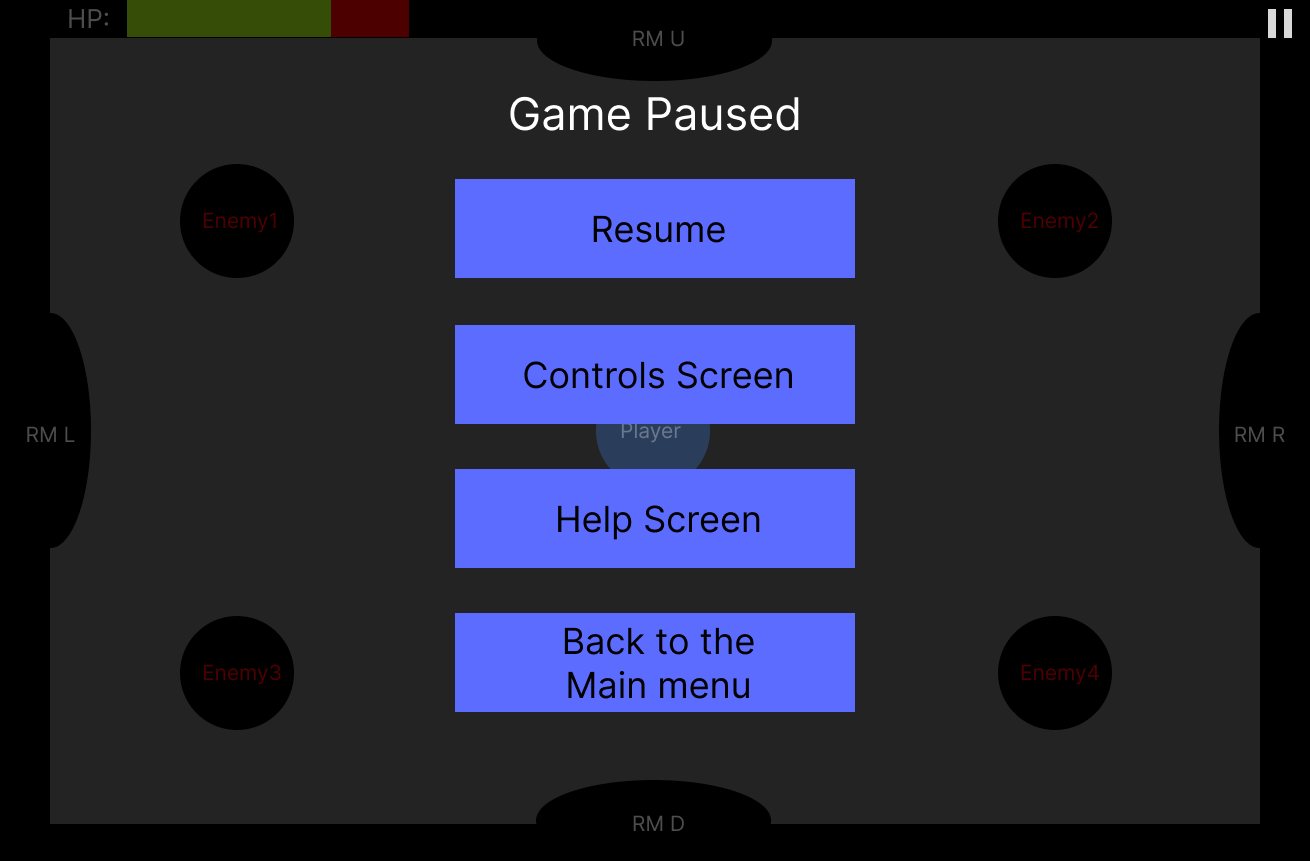 HP:
RM U
Game Paused
Enemy1
Enemy2
Resume
Controls Screen
Player
RM L
RM R
Help Screen
Back to the
Main menu
Enemy3
Enemy4
RM D